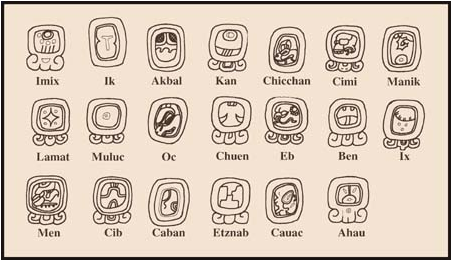 Imix Ik Akbal Kan Chicchan Cimi Manik
Lamat Muluc Oc Chuen Eb Ben Ix
Men Cib Caban Etznab Cauac Ahau